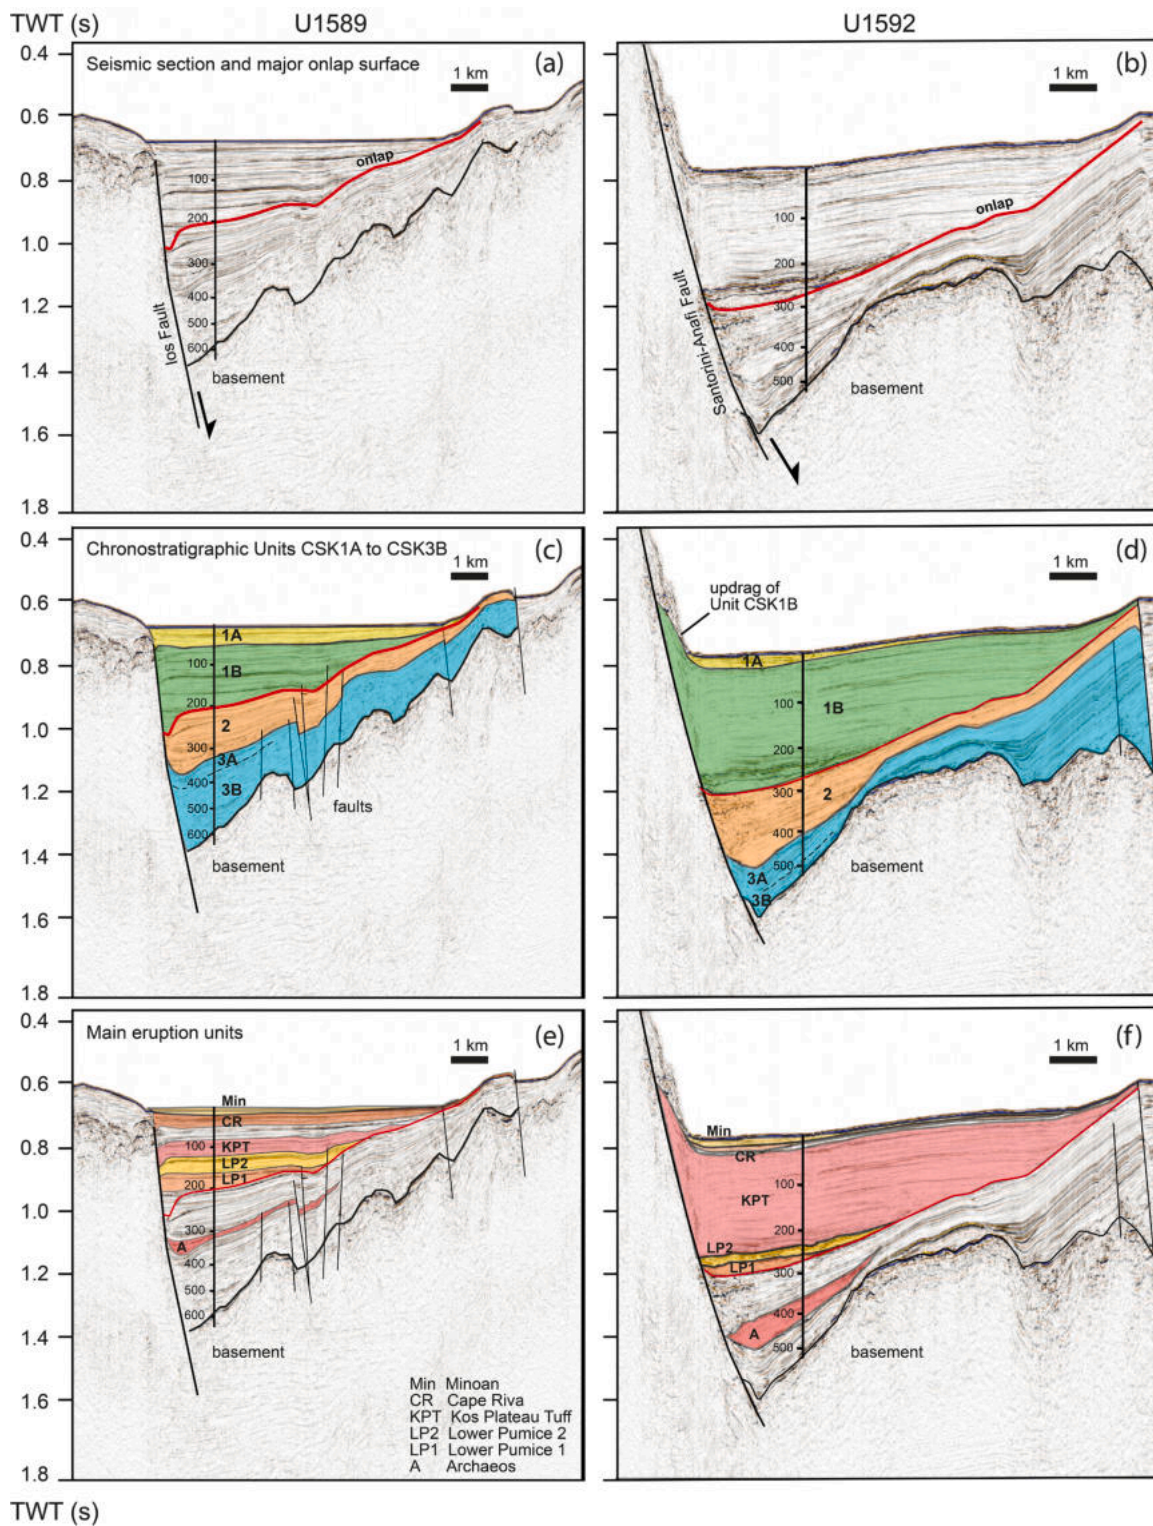 TWT (s)
U1589
U1592
0.4
0.6
0.8
1.0
1.2
1.4
1.6
1.8
Seismic section and major onlap surface
(a)
1 km
onlap
100
200
300
400
500
600
Ios Fault
basement
(b)
1 km
onlap
100
200
300
400
500
Santorini-Anafi Fault
basement
0.4
0.6
0.8
1.0
1.2
1.4
1.6
1.8
Chronostratigraphic Units CSK1A to CSK3B
(c)
1 km
1A
1B
2
3A
3B
100
200
300
400
500
600
faults
basement
(d)
1 km
updrag of
Unit CSK1B
1A
1B
2
3A
3B
100
200
300
400
500
basement
0.4
0.6
0.8
1.0
1.2
1.4
1.6
1.8
Main eruption units
(e)
1 km
Min
CR
KPT
LP2
LP1
A
100
200
300
400
500
600
basement
Min Minoan
CR Cape Riva
KPT Kos Plateau Tuff
LP2 Lower Pumice 2
LP1 Lower Pumice 1
A Archaeos
(f)
1 km
Min
CR
KPT
LP2
LP1
A
100
200
300
400
500
basement
TWT (s)